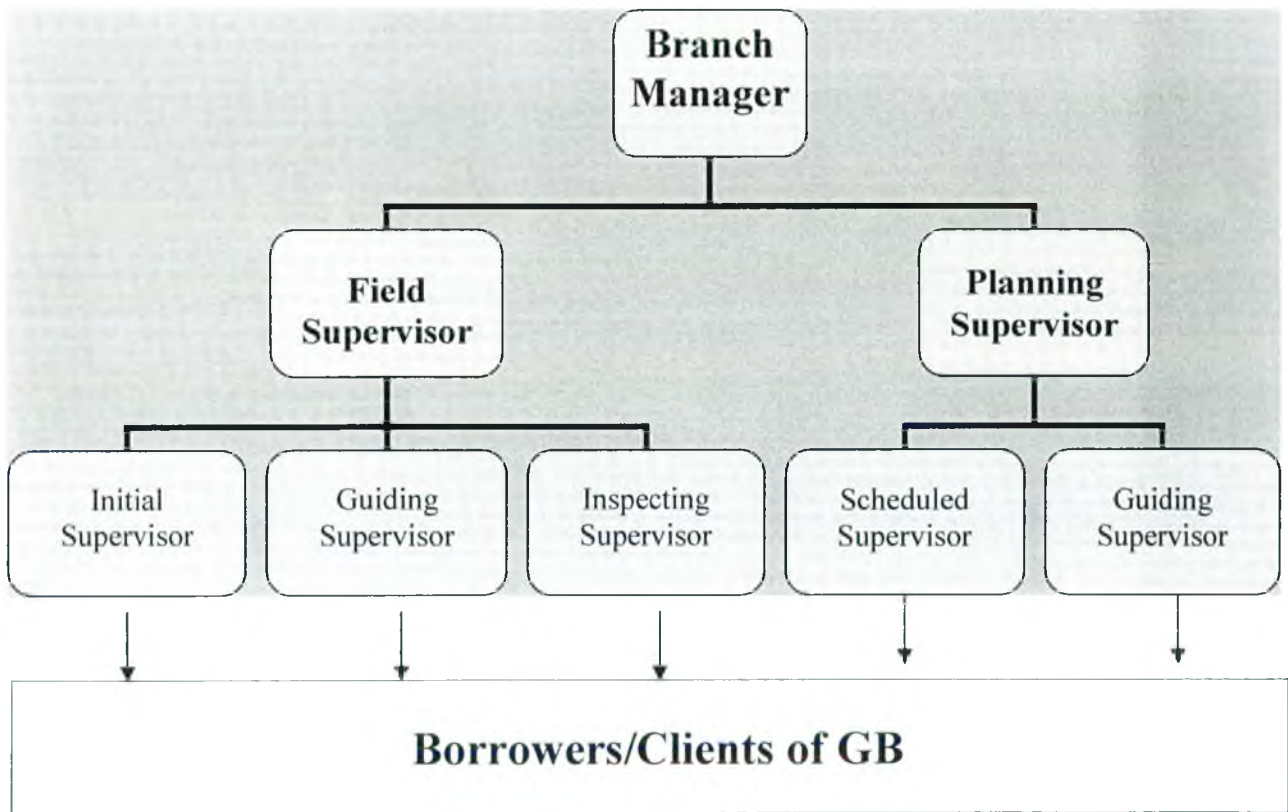 Branch
Manager
Field
Supervisor
Planning
Supervisor
Initial
Supervisor
Guiding
Supervisor
Inspecting
Supervisor
Scheduled
Supervisor
Guiding
Supervisor
Borrowers/Clients of GB